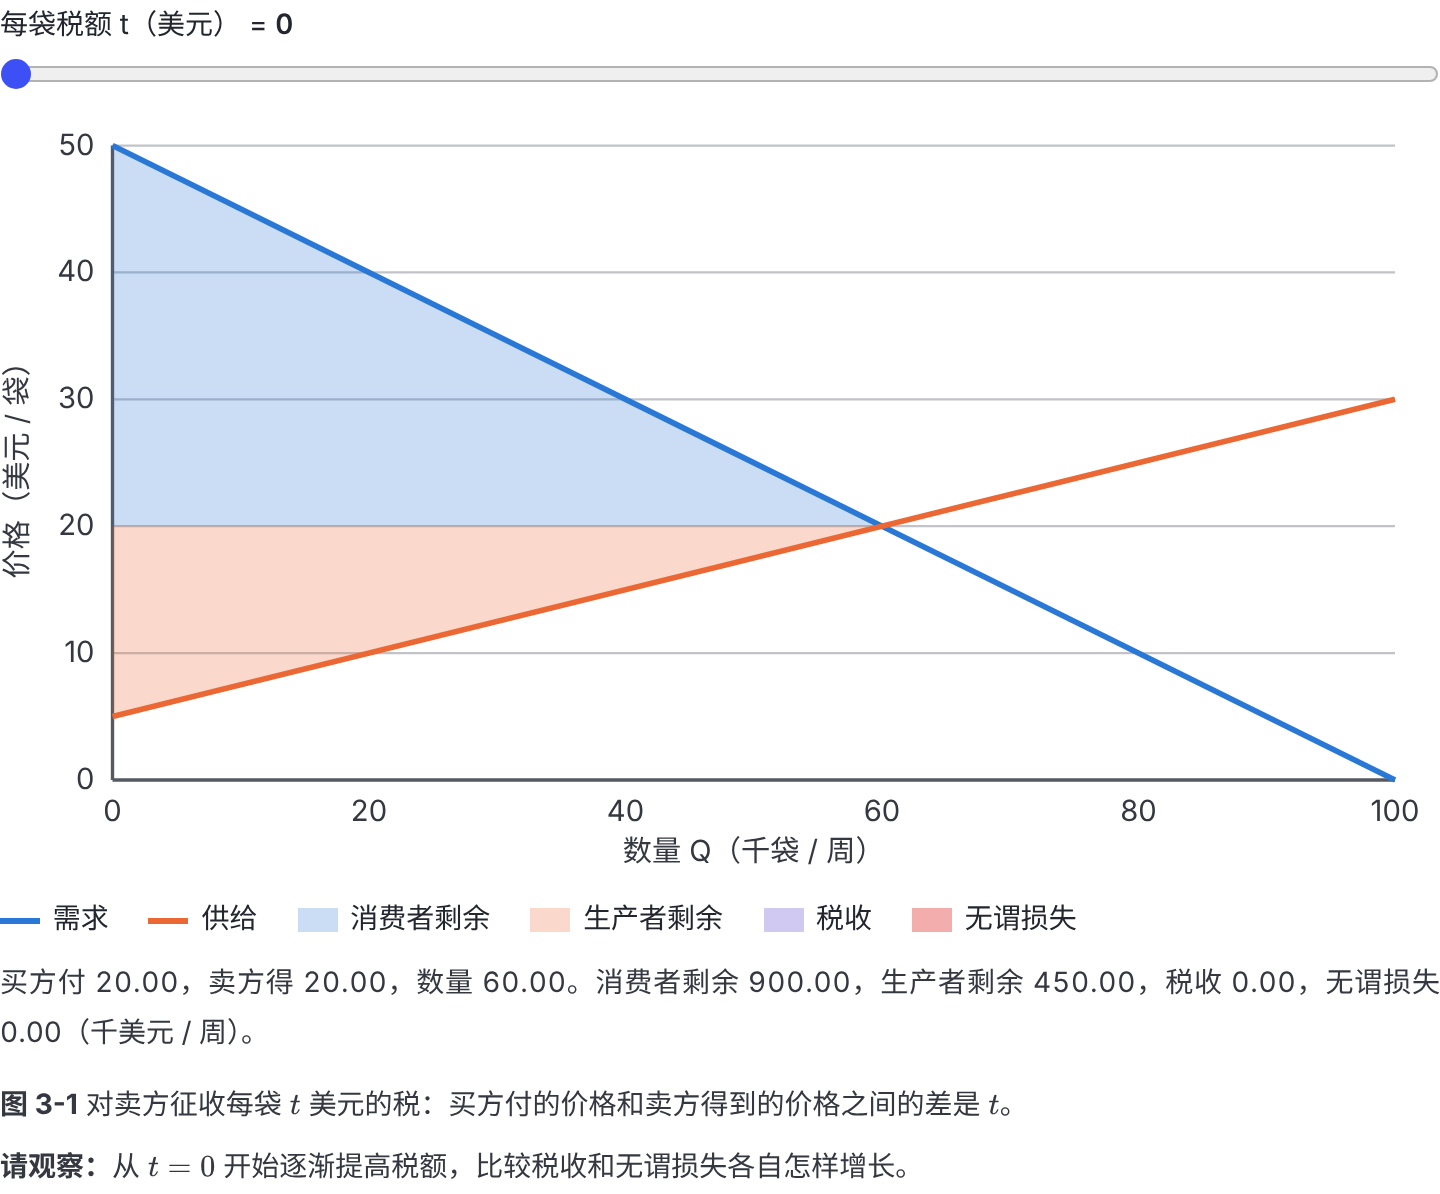 每袋税额 t（美元） = 0
50
40
30
20
10
0
价格（美元 / 袋）
0 20 40 60 80 100
数量 Q（千袋 / 周）
需求 供给 消费者剩余 生产者剩余 税收 无谓损失
买方付 20.00，卖方得 20.00，数量 60.00。消费者剩余 900.00，生产者剩余 450.00，税收 0.00，无谓损失
0.00（千美元 / 周）。
图 3-1 对卖方征收每袋 t 美元的税：买方付的价格和卖方得到的价格之间的差是 t。
请观察：从 t = 0 开始逐渐提高税额，比较税收和无谓损失各自怎样增长。